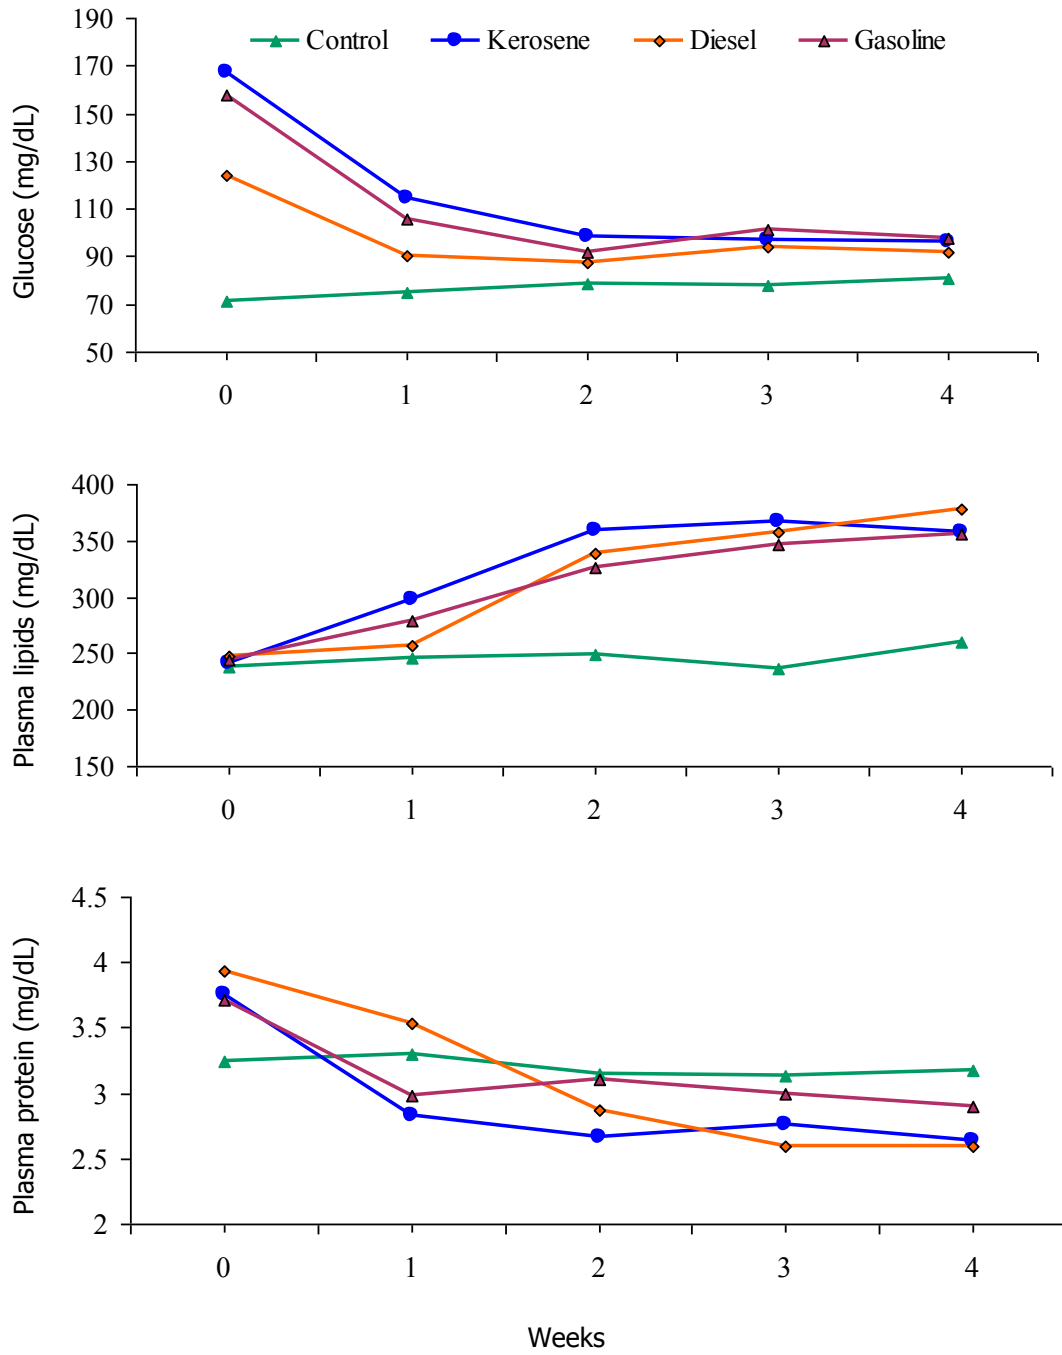 190
Control Kerosene Diesel Gasoline
170
150
130
110
90
70
50
Glucose (mg/dL)
0 1 2 3 4
400
350
300
250
200
150
Plasma lipids (mg/dL)
0 1 2 3 4
4.5
4
3.5
3
2.5
2
Plasma protein (mg/dL)
0 1 2 3 4
Weeks